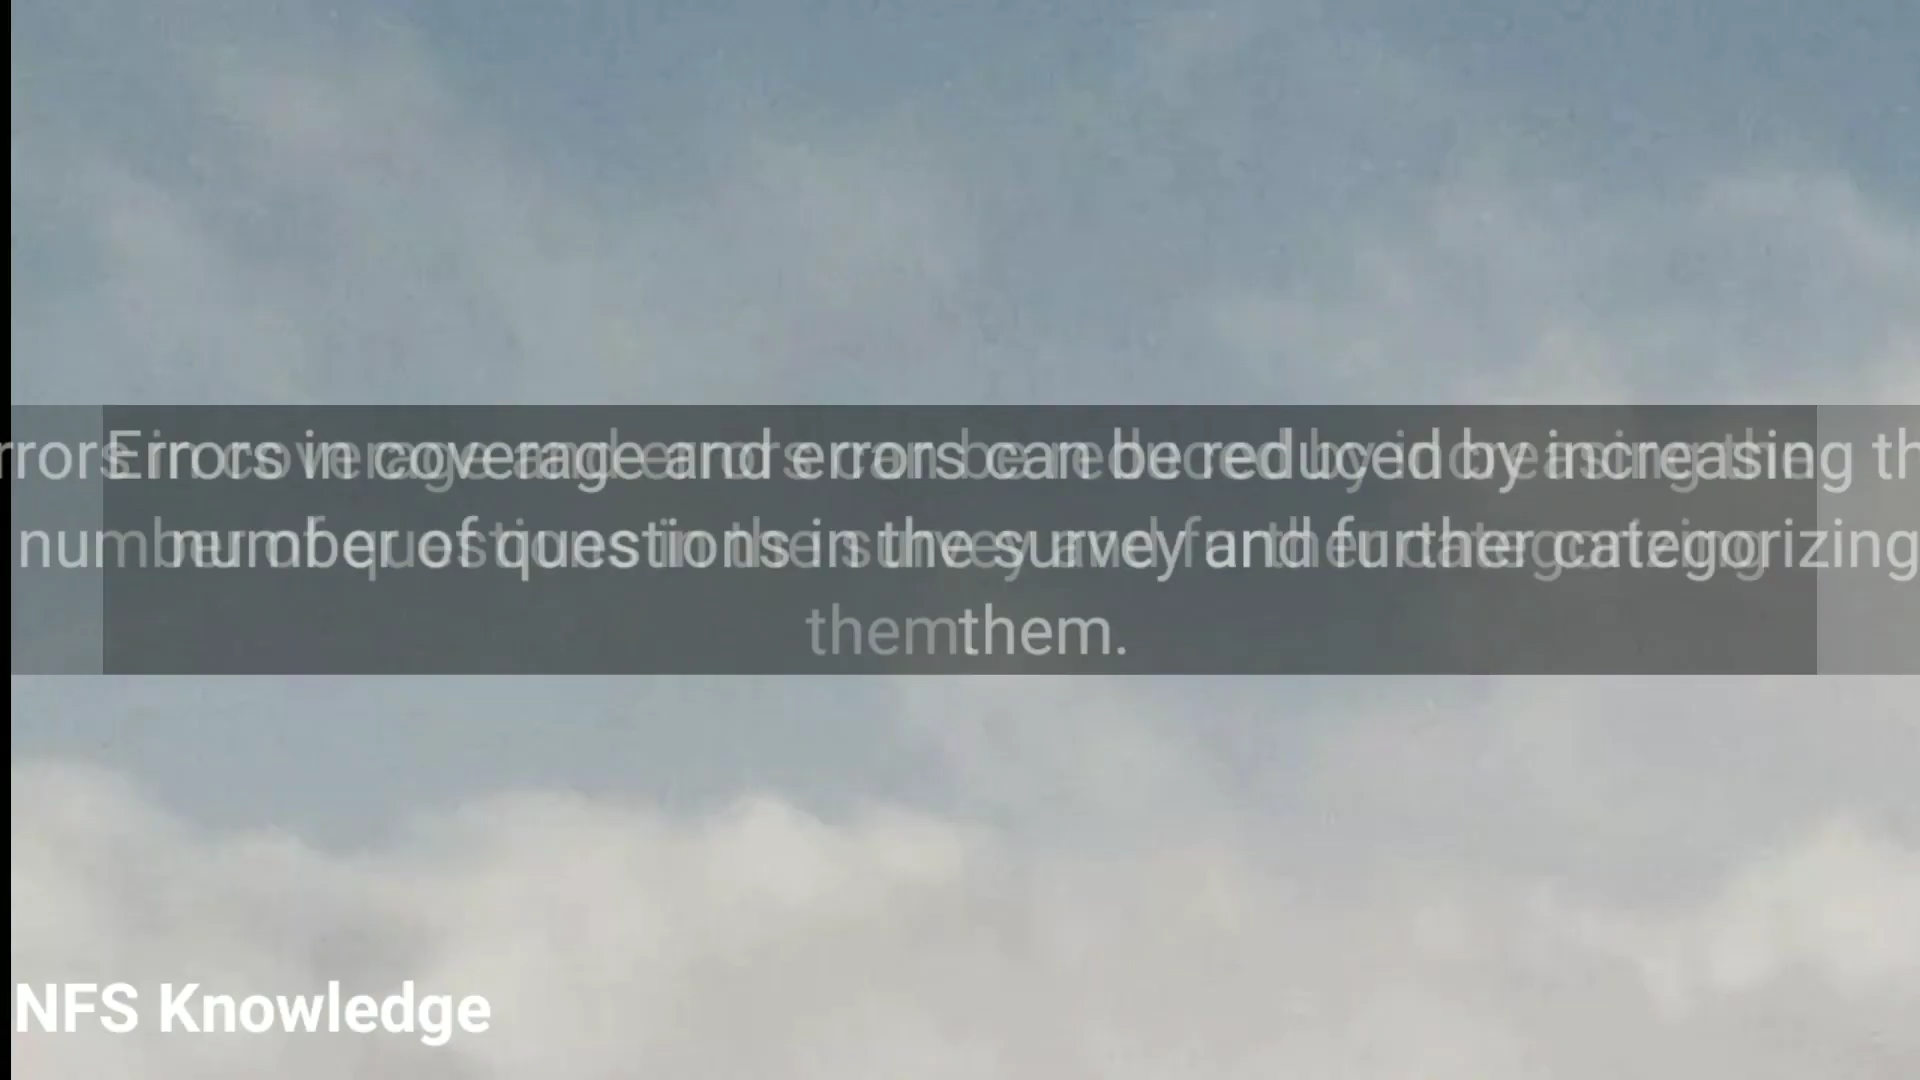 Errors in coverage and errors can be reduced by increasing the
number of questions in the survey and further categorizing
them.
NFS Knowledge